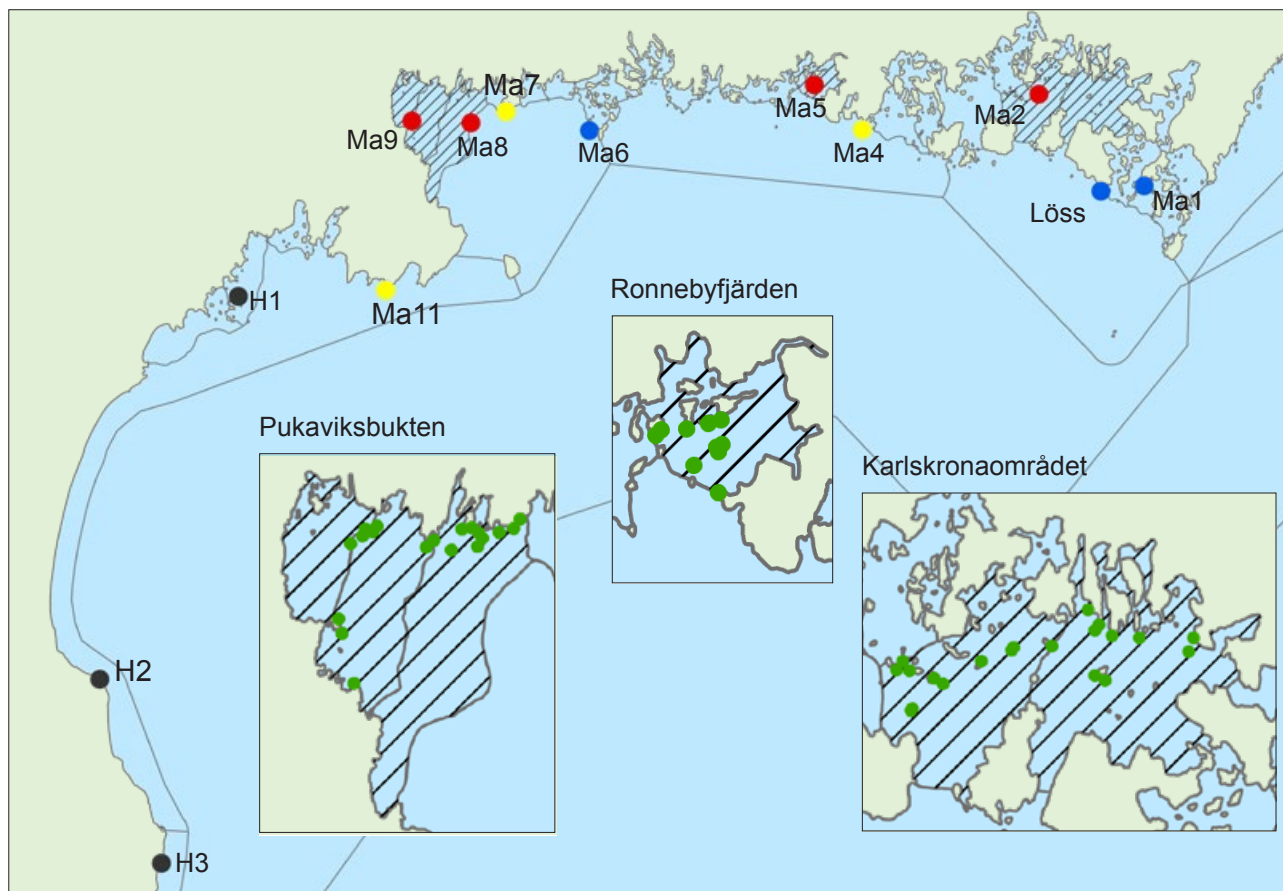 Ma7
Ma9
Ma8
Ma6
Ma5
Ma4
Ma2
Löss
Ma1
H1
Ma11
Ronnebyfjärden
Pukaviksbukten
Karlskronaområdet
H2
H3